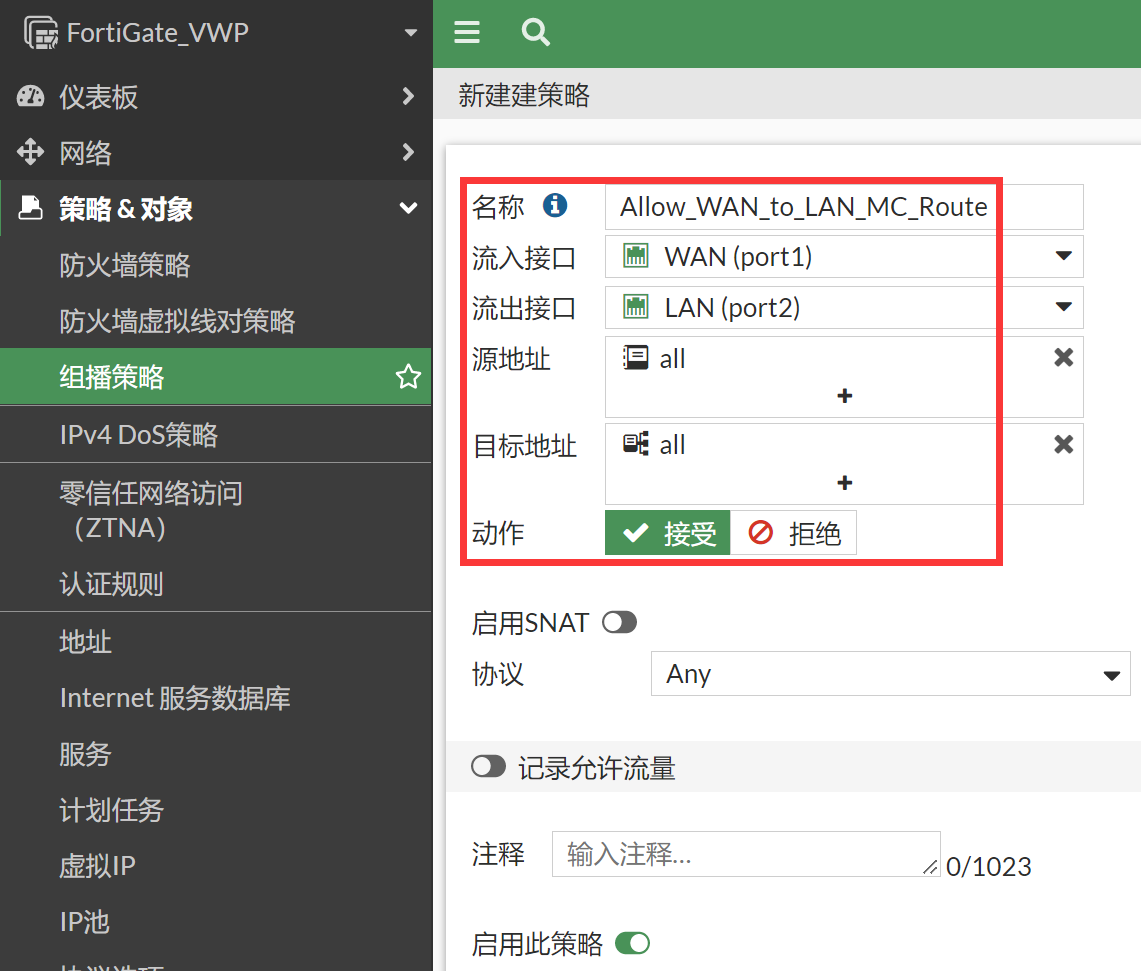 FortiGate_VWP
仪表板
网络
策略 & 对象
防火墙策略
防火墙虚拟线对策略
组播策略
IPv4 DoS策略
零信任网络访问
（ZTNA）
认证规则
地址
Internet 服务数据库
服务
计划任务
虚拟IP
IP池
协议选项
新建建策略
名称 Allow_WAN_to_LAN_MC_Route
流入接口 WAN (port1)
流出接口 LAN (port2)
源地址 all
+
目标地址 all
+
动作 接受 拒绝
启用SNAT
协议 Any
记录允许流量
注释 输入注释... 0/1023
启用此策略